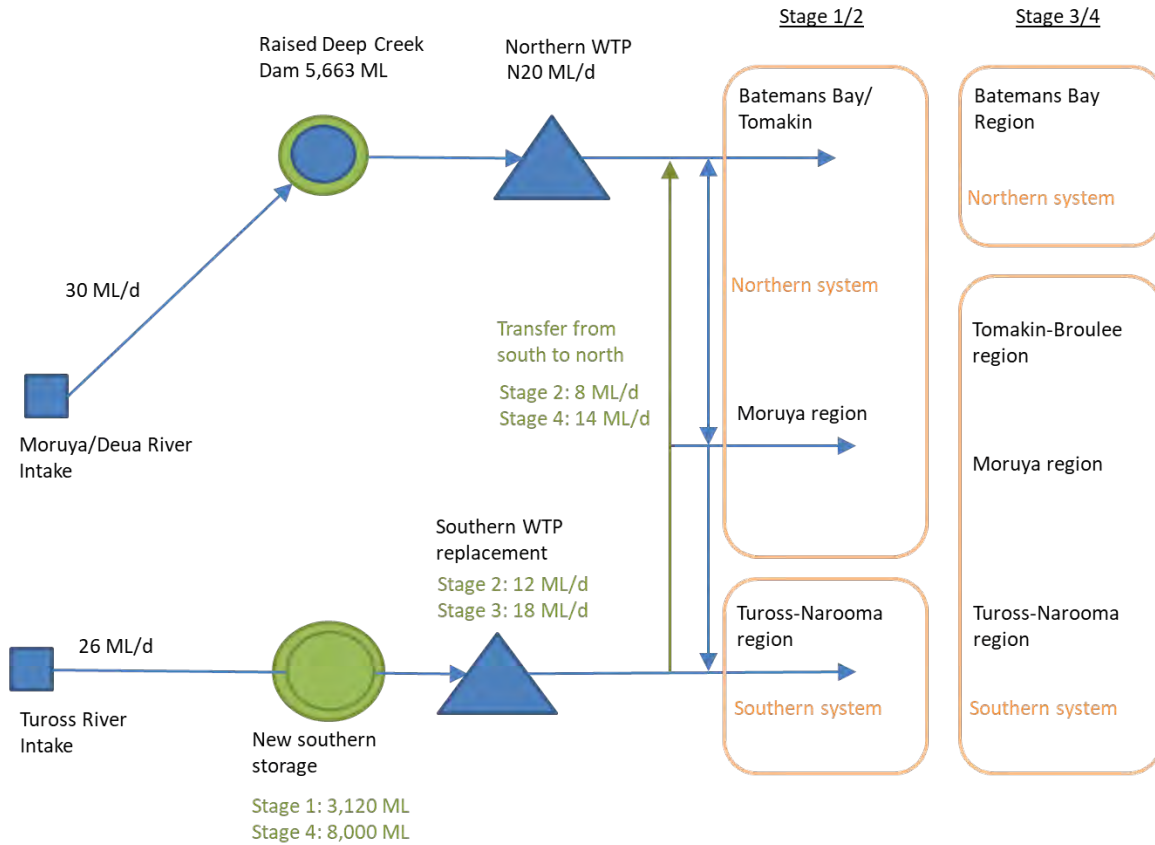 Stage 1/2
Stage 3/4
Raised Deep Creek
Dam 5,663 ML
Northern WTP
N20 ML/d
Batemans Bay/
Tomakin
Batemans Bay
Region
Northern system
30 ML/d
Northern system
Transfer from
south to north
Stage 2: 8 ML/d
Stage 4: 14 ML/d
Tomakin-Broulee
region
Moruya region
Moruya/Deua River
Intake
Moruya region
Southern WTP
replacement
Stage 2: 12 ML/d
Stage 3: 18 ML/d
Tuross-Narooma
region
Tuross-Narooma
region
26 ML/d
Southern system
Southern system
Tuross River
Intake
New southern
storage
Stage 1: 3,120 ML
Stage 4: 8,000 ML